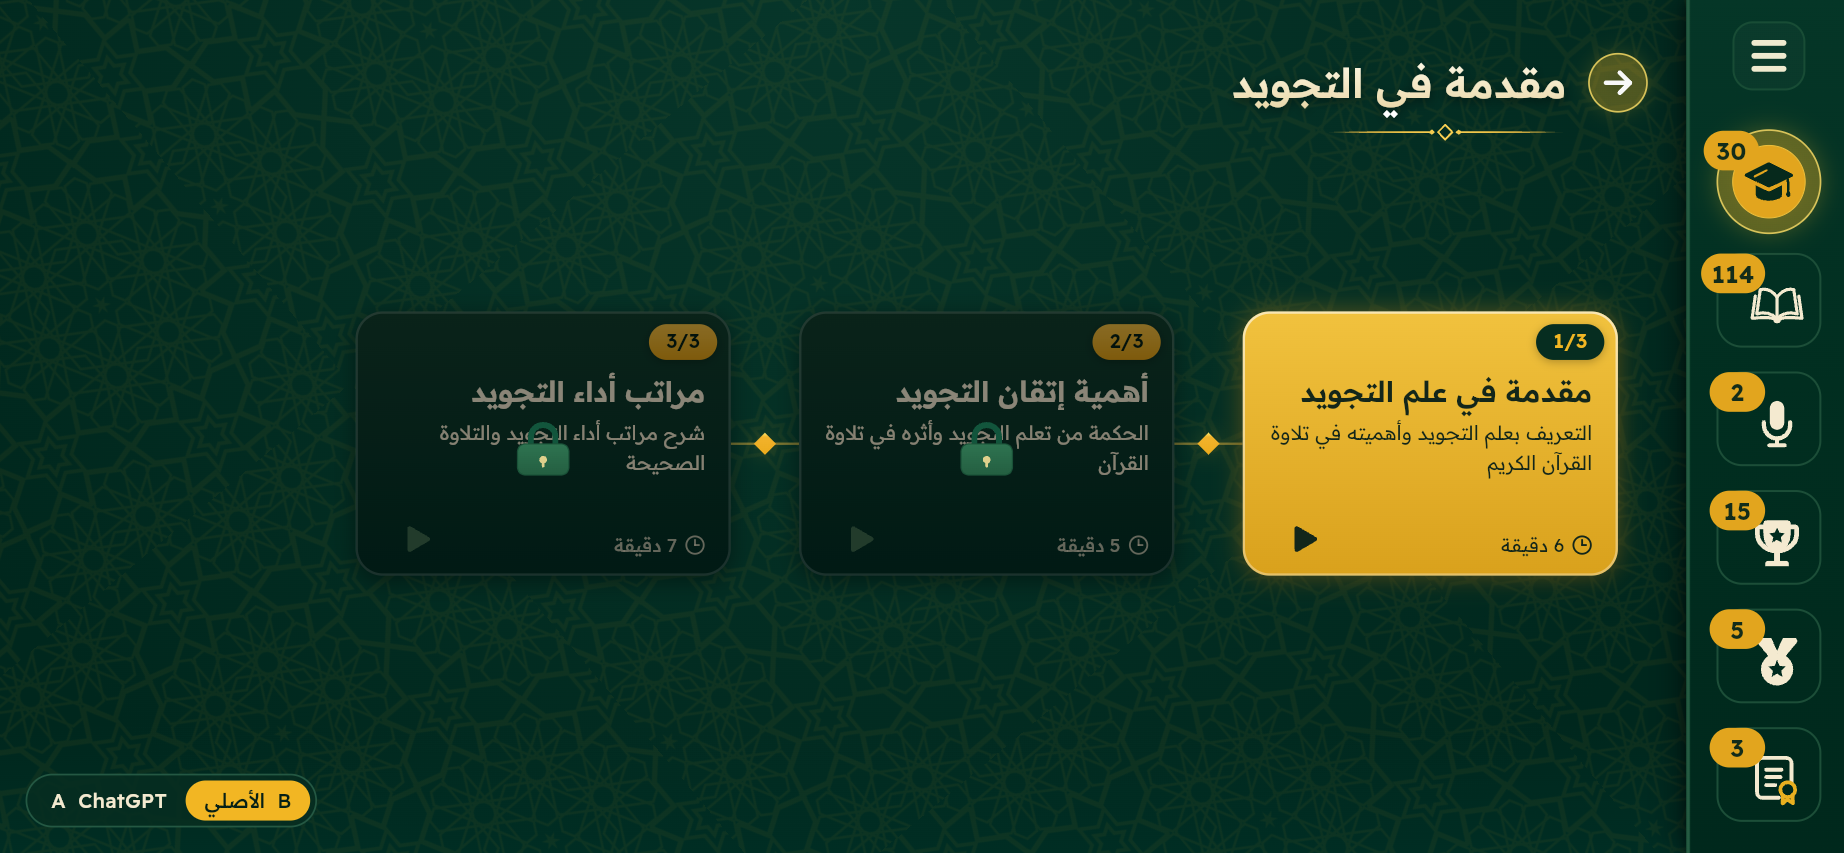 مقدمة في التجويد
30
114
2
15
5
3
1/3
مقدمة في علم التجويد
التعريف بعلم التجويد وأهميته في تلاوة
القرآن الكريم
6 دقيقة
2/3
أهمية إتقان التجويد
الحكمة من تعلم التجويد وأثره في تلاوة
القرآن
5 دقيقة
3/3
مراتب أداء التجويد
شرح مراتب أداء التجويد والتلاوة
الصحيحة
7 دقيقة
B الأصلي
A ChatGPT